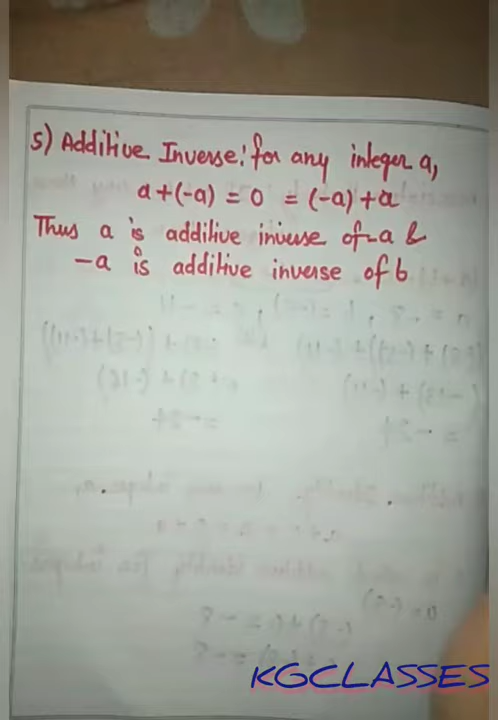 5) Additive Inverse: for any integer a,
a+(-a) = 0 = (-a)+a
Thus a is additive inverse of -a &
-a is additive inverse of b
KGCLASSES